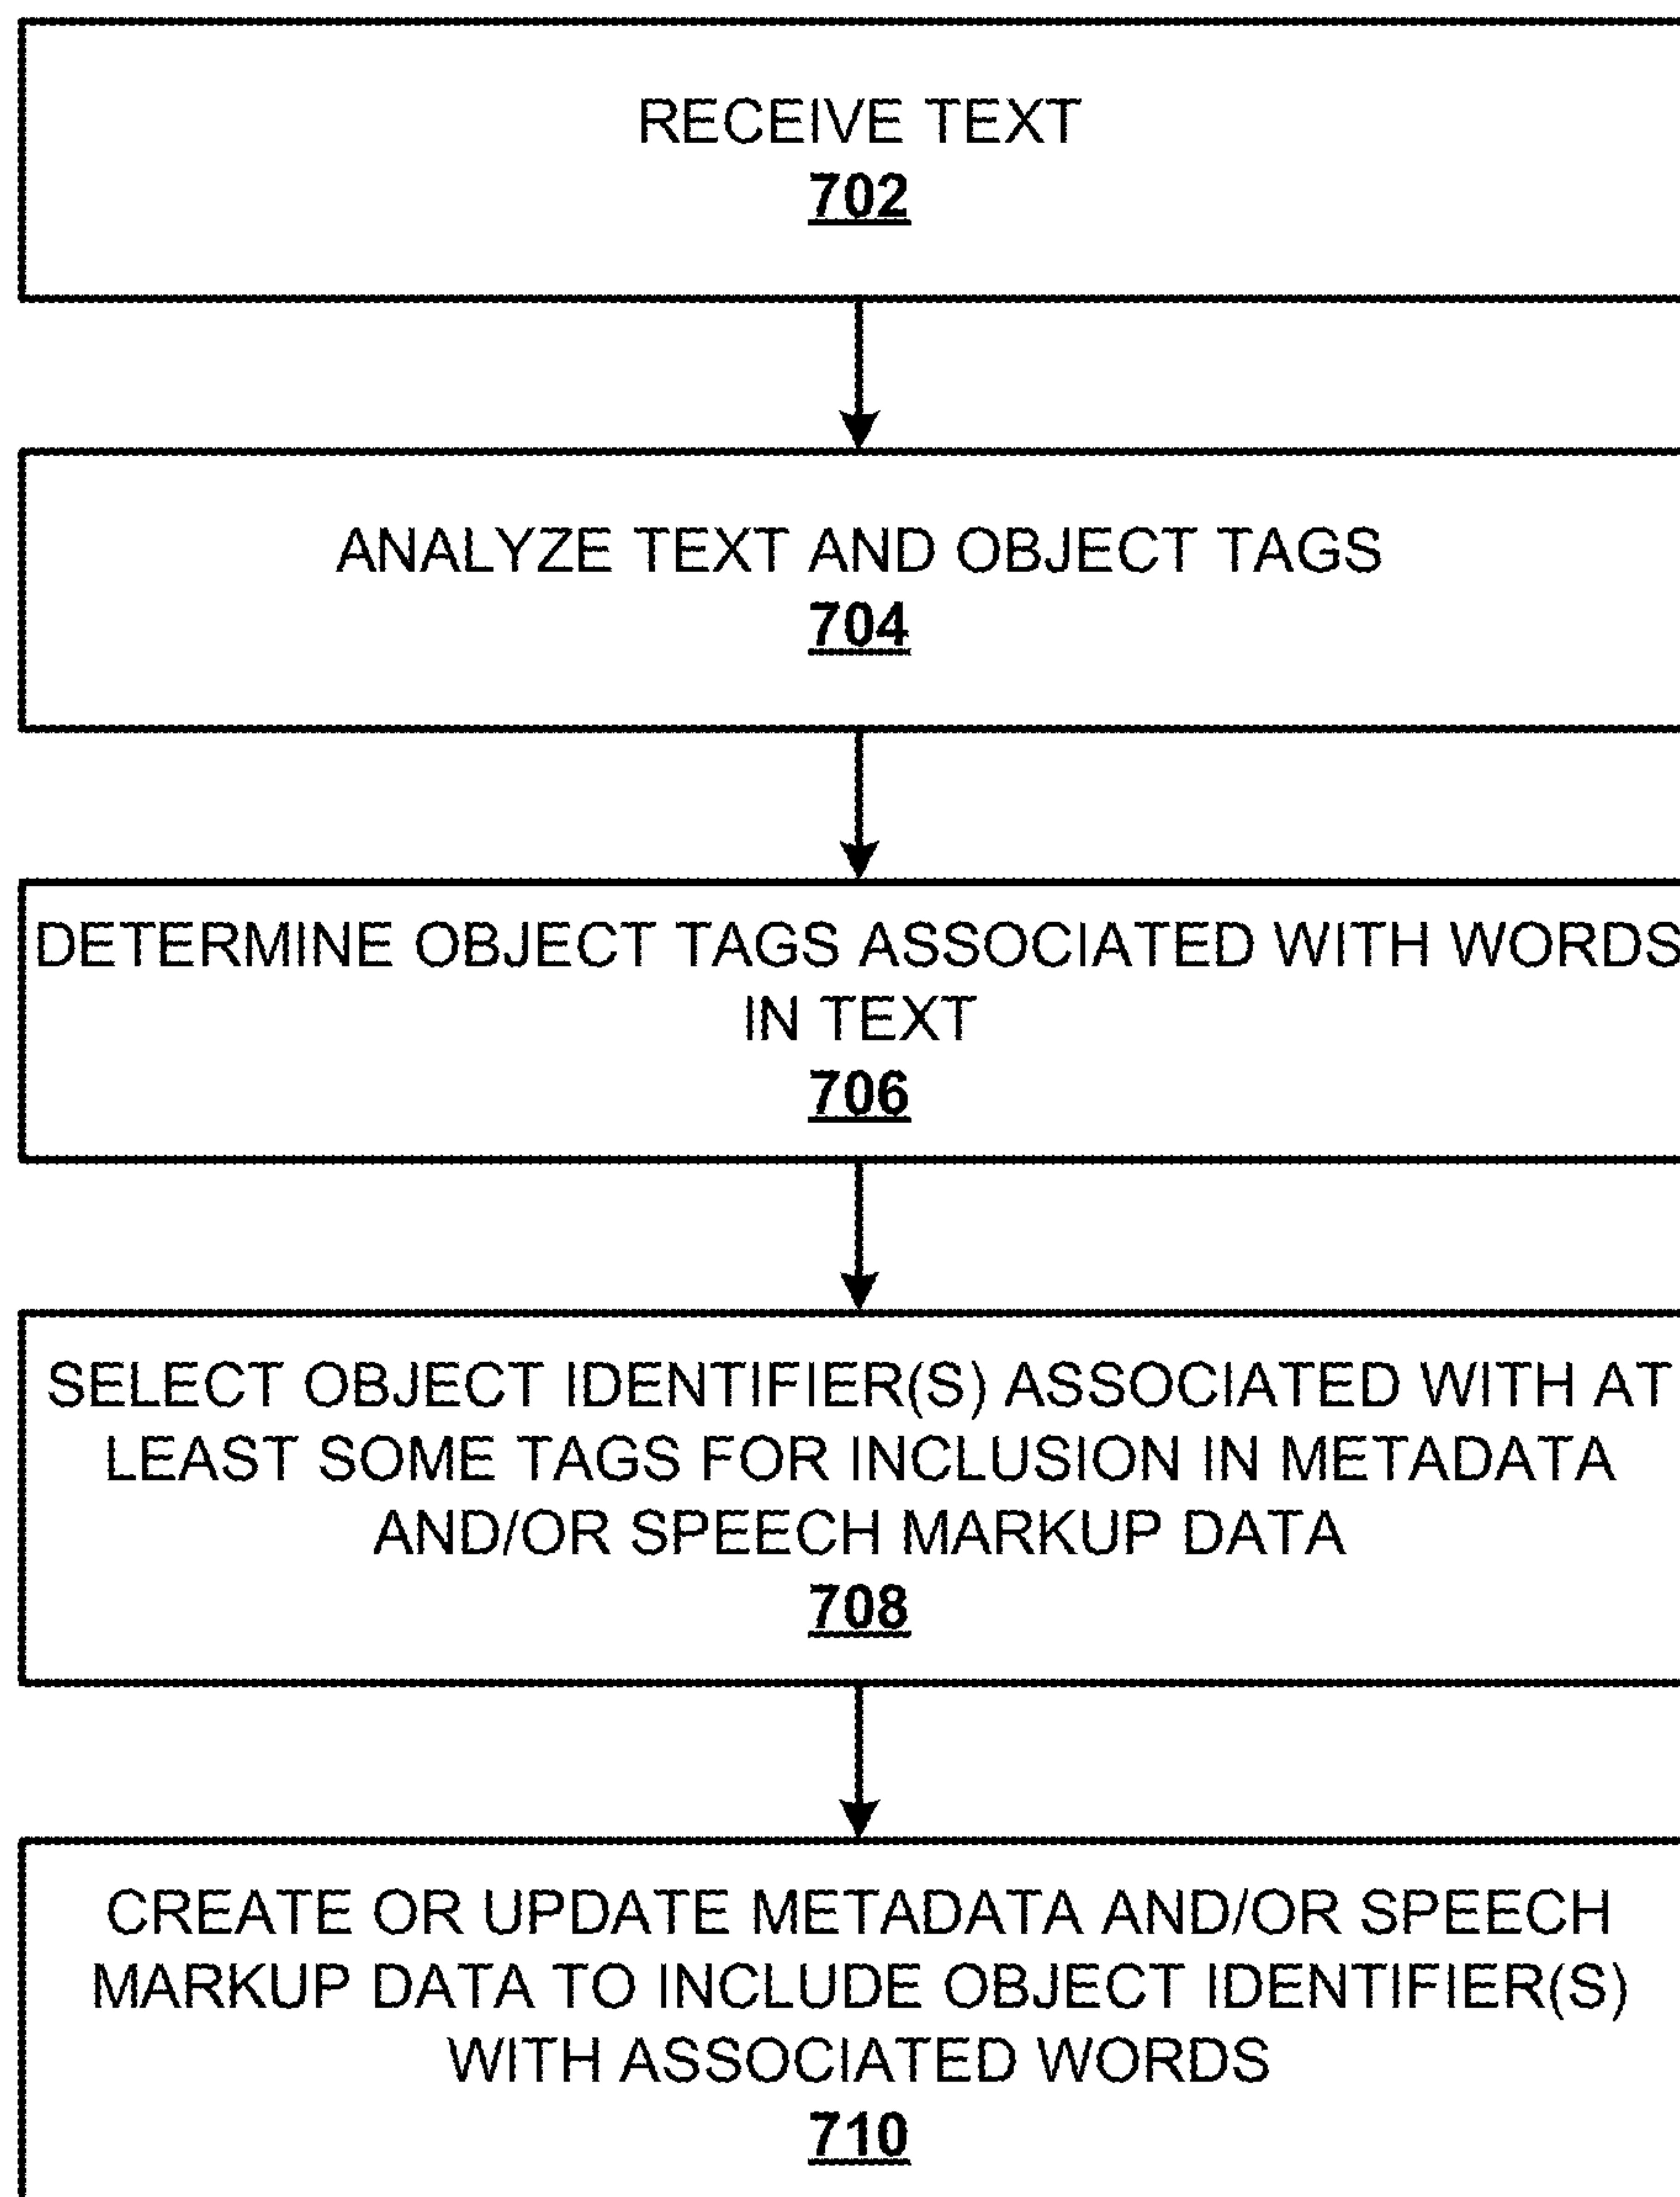 RECEIVE TEXT
702
ANALYZE TEXT AND OBJECT TAGS
704
DETERMINE OBJECT TAGS ASSOCIATED WITH WORDS
IN TEXT
706
SELECT OBJECT IDENTIFIER(S) ASSOCIATED WITH AT
LEAST SOME TAGS FOR INCLUSION IN METADATA
AND/OR SPEECH MARKUP DATA
708
CREATE OR UPDATE METADATA AND/OR SPEECH
MARKUP DATA TO INCLUDE OBJECT IDENTIFIER(S)
WITH ASSOCIATED WORDS
710